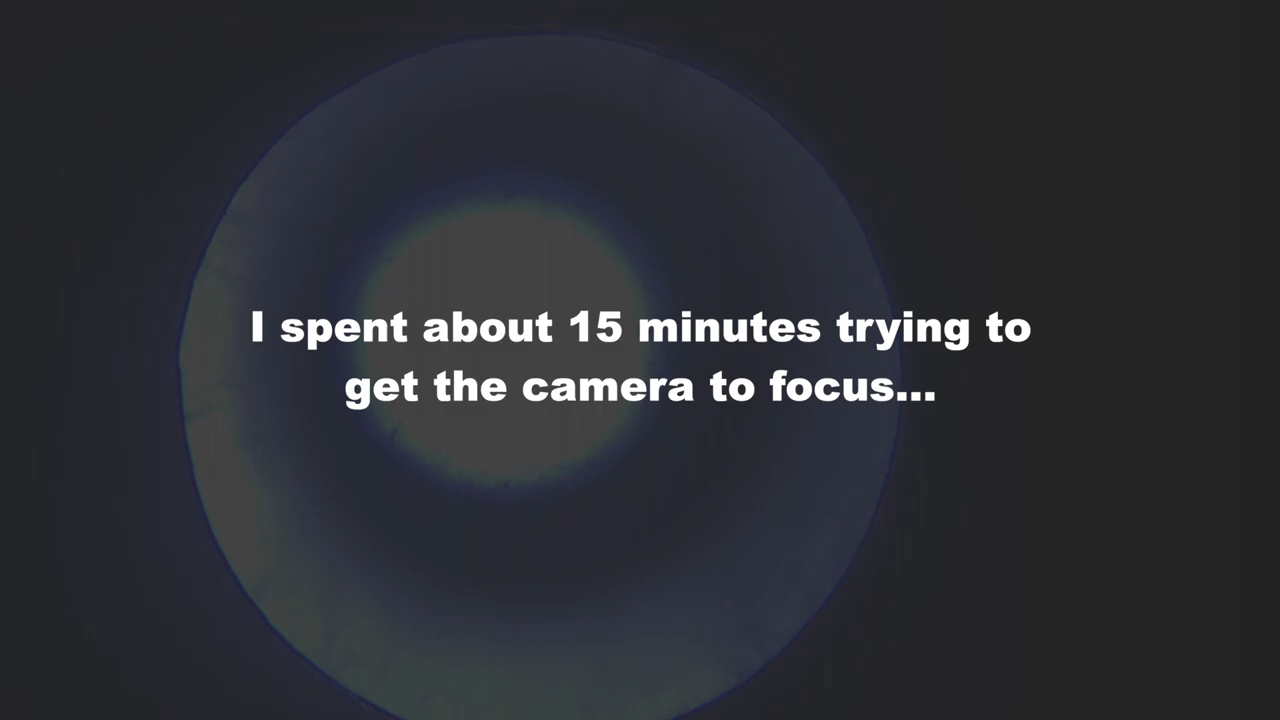 I spent about 15 minutes trying to
get the camera to focus...